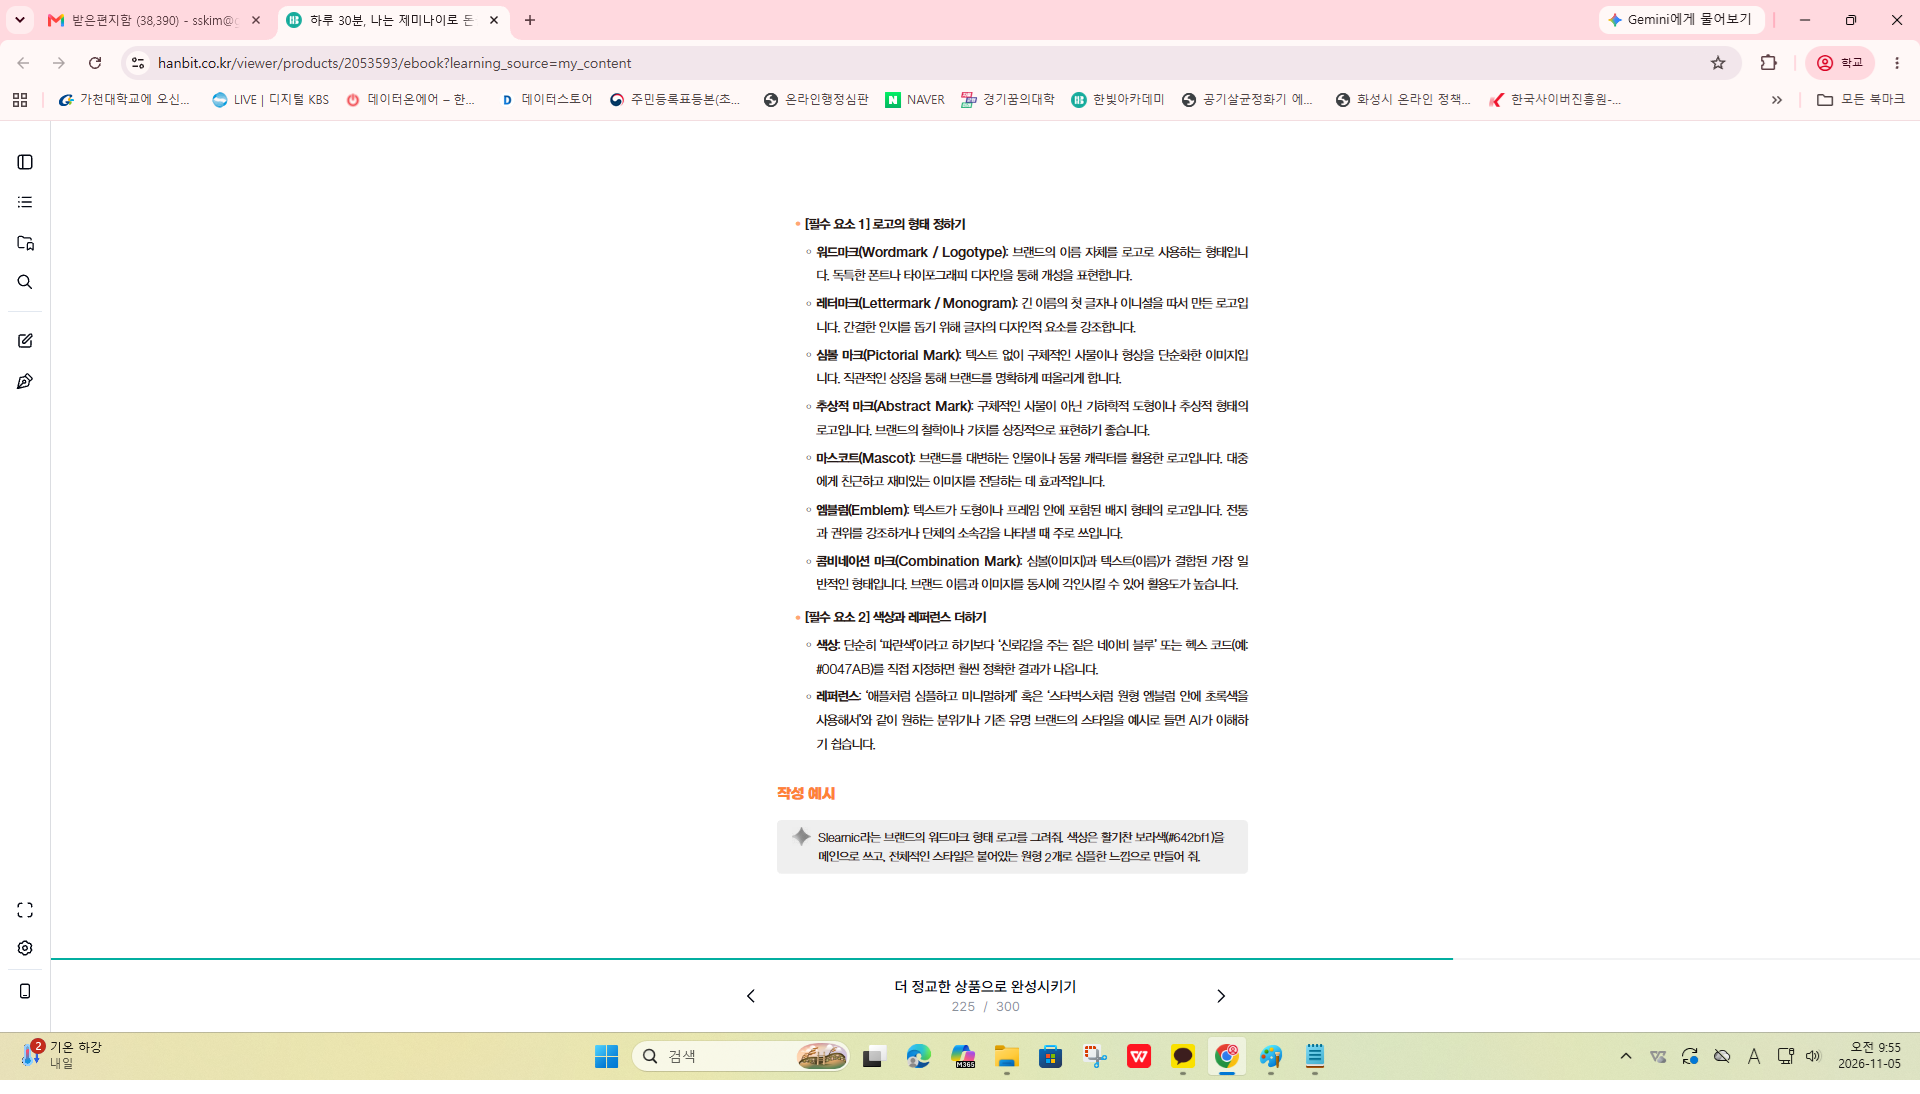 받은편지함 (38,390) - sskim@g
하루 30분, 나는 제미나이로 돈
Gemini에게 물어보기
hanbit.co.kr/viewer/products/2053593/ebook?learning_source=my_content
학교
가천대학교에 오신...
LIVE | 디지털 KBS
데이터온에어 – 한...
데이터스토어
주민등록표등본(초...
온라인행정심판
NAVER
경기꿈의대학
한빛아카데미
공기살균정화기 에...
화성시 온라인 정책...
한국사이버진흥원-...
모든 북마크
[필수 요소 1] 로고의 형태 정하기
워드마크(Wordmark / Logotype): 브랜드의 이름 자체를 로고로 사용하는 형태입니
다. 독특한 폰트나 타이포그래피 디자인을 통해 개성을 표현합니다.
레터마크(Lettermark / Monogram): 긴 이름의 첫 글자나 이니셜을 따서 만든 로고입
니다. 간결한 인지를 돕기 위해 글자의 디자인적 요소를 강조합니다.
심볼 마크(Pictorial Mark): 텍스트 없이 구체적인 사물이나 형상을 단순화한 이미지입
니다. 직관적인 상징을 통해 브랜드를 명확하게 떠올리게 합니다.
추상적 마크(Abstract Mark): 구체적인 사물이 아닌 기하학적 도형이나 추상적 형태의
로고입니다. 브랜드의 철학이나 가치를 상징적으로 표현하기 좋습니다.
마스코트(Mascot): 브랜드를 대변하는 인물이나 동물 캐릭터를 활용한 로고입니다. 대중
에게 친근하고 재미있는 이미지를 전달하는 데 효과적입니다.
엠블럼(Emblem): 텍스트가 도형이나 프레임 안에 포함된 배지 형태의 로고입니다. 전통
과 권위를 강조하거나 단체의 소속감을 나타낼 때 주로 쓰입니다.
콤비네이션 마크(Combination Mark): 심볼(이미지)과 텍스트(이름)가 결합된 가장 일
반적인 형태입니다. 브랜드 이름과 이미지를 동시에 각인시킬 수 있어 활용도가 높습니다.
[필수 요소 2] 색상과 레퍼런스 더하기
색상: 단순히 ‘파란색’이라고 하기보다 ‘신뢰감을 주는 짙은 네이비 블루’ 또는 헥스 코드(예:
#0047AB)를 직접 지정하면 훨씬 정확한 결과가 나옵니다.
레퍼런스: ‘애플처럼 심플하고 미니멀하게’ 혹은 ‘스타벅스처럼 원형 엠블럼 안에 초록색을
사용해서’와 같이 원하는 분위기나 기존 유명 브랜드의 스타일을 예시로 들면 AI가 이해하
기 쉽습니다.
작성 예시
Slearnic라는 브랜드의 워드마크 형태 로고를 그려줘. 색상은 활기찬 보라색(#642bf1)을
메인으로 쓰고, 전체적인 스타일은 붙어있는 원형 2개로 심플한 느낌으로 만들어 줘.
더 정교한 상품으로 완성시키기
225 / 300
2
기온 하강
내일
검색
M365
A
오전 9:55
2026-11-05